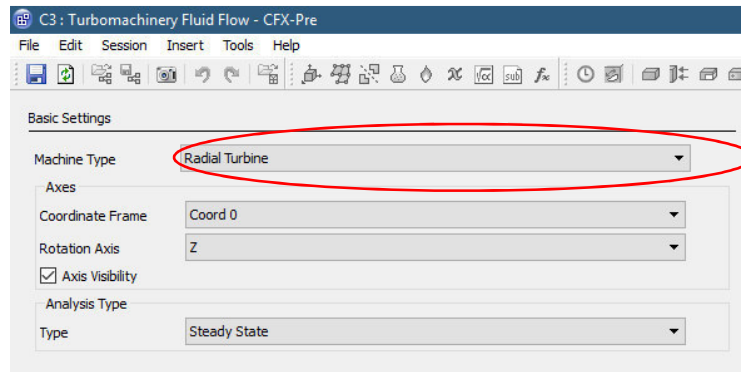 C3 : Turbomachinery Fluid Flow - CFX-Pre
File Edit Session Insert Tools Help
Basic Settings
Machine Type Radial Turbine
Axes
Coordinate Frame Coord 0
Rotation Axis Z
Axis Visibility
Analysis Type
Type Steady State